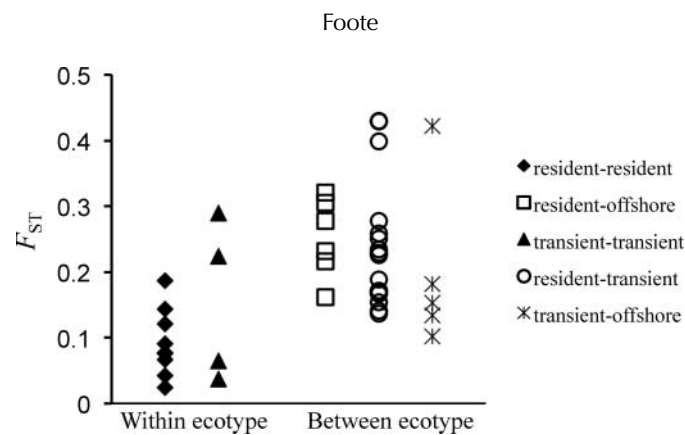 Foote
0.5
0.4
0.3
0.2
0.1
0
F_ST
Within ecotype
Between ecotype
resident-resident
resident-offshore
transient-transient
resident-transient
transient-offshore